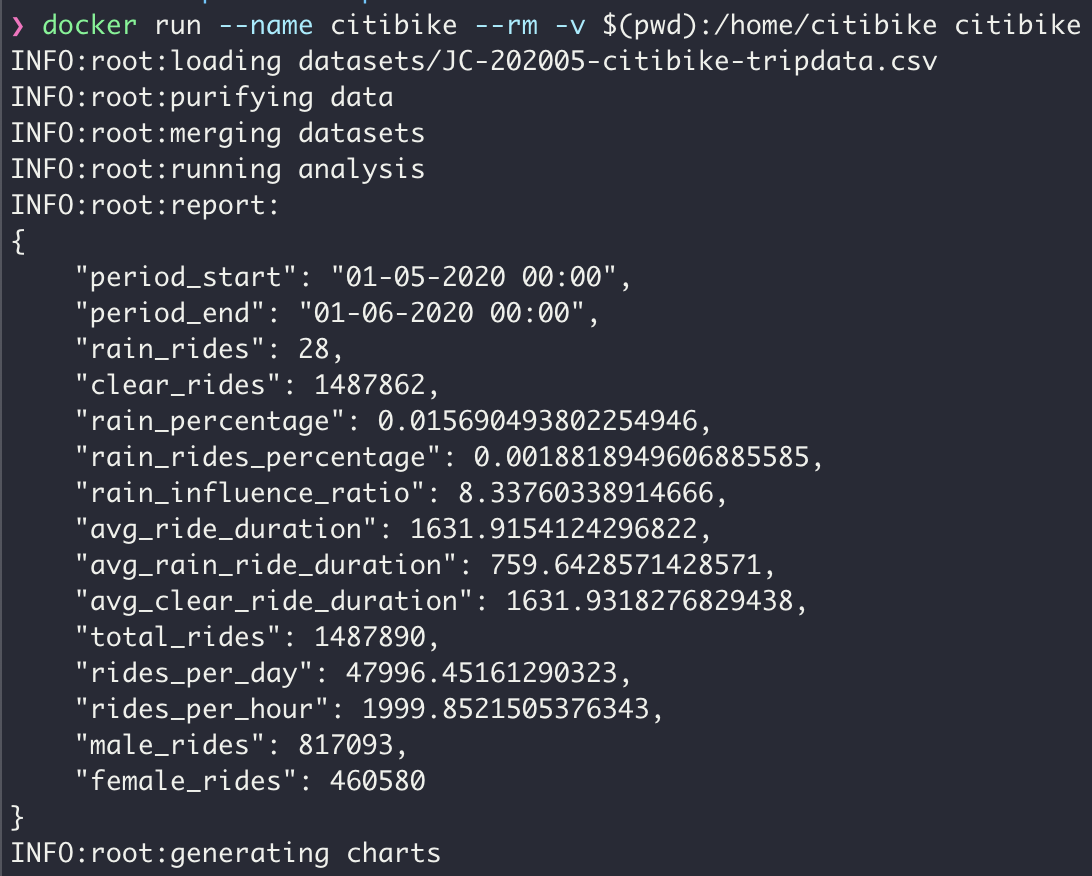 ❯ docker run --name citibike --rm -v $(pwd):/home/citibike citibike
INFO:root:loading datasets/JC-202005-citibike-tripdata.csv
INFO:root:purifying data
INFO:root:merging datasets
INFO:root:running analysis
INFO:root:report:
{
    "period_start": "01-05-2020 00:00",
    "period_end": "01-06-2020 00:00",
    "rain_rides": 28,
    "clear_rides": 1487862,
    "rain_percentage": 0.015690493802254946,
    "rain_rides_percentage": 0.0018818949606885585,
    "rain_influence_ratio": 8.33760338914666,
    "avg_ride_duration": 1631.9154124296822,
    "avg_rain_ride_duration": 759.6428571428571,
    "avg_clear_ride_duration": 1631.9318276829438,
    "total_rides": 1487890,
    "rides_per_day": 47996.45161290323,
    "rides_per_hour": 1999.8521505376343,
    "male_rides": 817093,
    "female_rides": 460580
}
INFO:root:generating charts